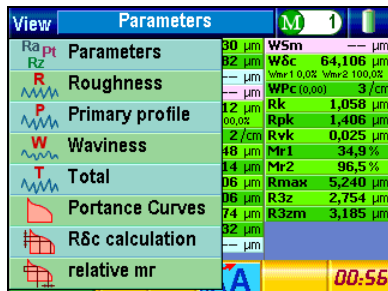 View Parameters M 1)
Ra Pt Rz Parameters
R Roughness
P Primary profile
W Waviness
T Total
Portance Curves
Rδc calculation
relative mr
30 µm
82 µm
-- µm
-- µm
12 µm
00,0%
2 /cm
48 µm
14 µm
06 µm
06 µm
74 µm
32 µm
-- µm
WSm -- µm
Wδc 64,106 µm
Wmr1 0,0% Wmr2 100,0%
WPc (0,00) 3 /cm
Rk 1,058 µm
Rpk 1,406 µm
Rvk 0,025 µm
Mr1 34,9%
Mr2 96,5%
Rmax 5,240 µm
R3z 2,754 µm
R3zm 3,185 µm
A 00:56